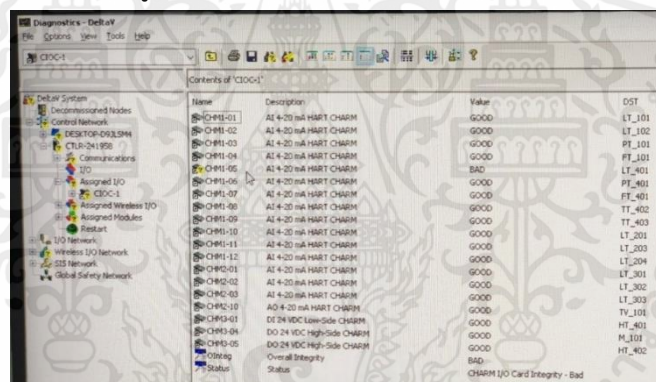 Diagnostics - DeltaV
File Options View Tools Help
CIOC-1
Contents of 'CIOC-1'
DeltaV System
Decommissioned Nodes
Control Network
DESKTOP-D9JL5M4
CTLR-241958
Communications
I/O
Assigned I/O
CIOC-1
Assigned Wireless I/O
Assigned Modules
Restart
I/O Network
Wireless I/O Network
SIS Network
Global Safety Network
Name Description Value DST
CHM1-01 AI 4-20 mA HART CHARM GOOD LT_101
CHM1-02 AI 4-20 mA HART CHARM GOOD LT_102
CHM1-03 AI 4-20 mA HART CHARM GOOD PT_101
CHM1-04 AI 4-20 mA HART CHARM GOOD FT_101
CHM1-05 AI 4-20 mA HART CHARM BAD LT_401
CHM1-06 AI 4-20 mA HART CHARM GOOD PT_401
CHM1-07 AI 4-20 mA HART CHARM GOOD FT_401
CHM1-08 AI 4-20 mA HART CHARM GOOD TT_402
CHM1-09 AI 4-20 mA HART CHARM GOOD TT_403
CHM1-10 AI 4-20 mA HART CHARM GOOD LT_201
CHM1-11 AI 4-20 mA HART CHARM GOOD LT_203
CHM1-12 AI 4-20 mA HART CHARM GOOD LT_204
CHM2-01 AI 4-20 mA HART CHARM GOOD LT_301
CHM2-02 AI 4-20 mA HART CHARM GOOD LT_302
CHM2-03 AI 4-20 mA HART CHARM GOOD LT_303
CHM2-10 AO 4-20 mA HART CHARM GOOD TV_101
CHM3-01 DI 24 VDC Low-Side CHARM GOOD HT_401
CHM3-04 DO 24 VDC High-Side CHARM GOOD M_101
CHM3-05 DO 24 VDC High-Side CHARM GOOD HT_402
OInteg Overall Integrity BAD
Status Status CHARM I/O Card Integrity - Bad